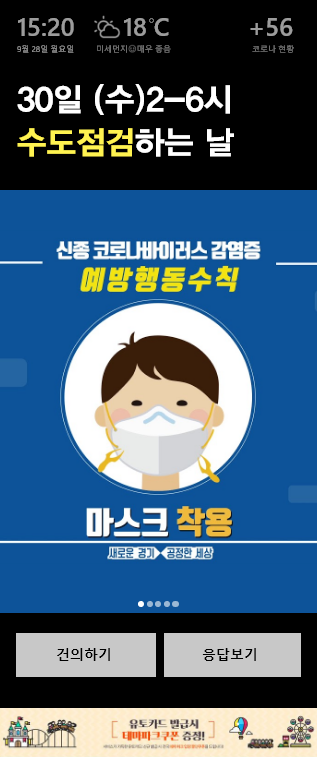 15:20
18℃
+56
9월 28일 월요일
미세먼지☺매우 좋음
코로나 현황
30일 (수)2-6시
수도점검하는 날
신종 코로나바이러스 감염증
예방행동수칙
마스크 착용
새로운 경기 공정한 세상
건의하기
응답보기
유토카드 발급시
테마파크쿠폰 증정!